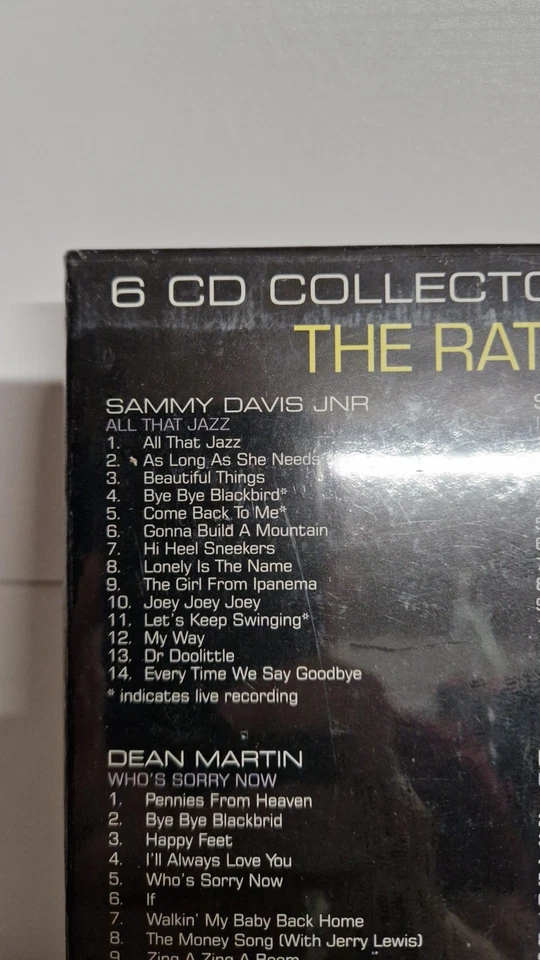 6 CD COLLECTO
THE RAT
SAMMY DAVIS JNR
ALL THAT JAZZ
1. All That Jazz
2. As Long As She Needs
3. Beautiful Things
4. Bye Bye Blackbird*
5. Come Back To Me*
6. Gonna Build A Mountain
7. Hi Heel Sneekers
8. Lonely Is The Name
9. The Girl From Ipanema
10. Joey Joey Joey
11. Let's Keep Swinging*
12. My Way
13. Dr Doolittle
14. Every Time We Say Goodbye
* indicates live recording
DEAN MARTIN
WHO'S SORRY NOW
1. Pennies From Heaven
2. Bye Bye Blackbrid
3. Happy Feet
4. I'll Always Love You
5. Who's Sorry Now
6. If
7. Walkin' My Baby Back Home
8. The Money Song (With Jerry Lewis)
9. Zing A Zing A Boom